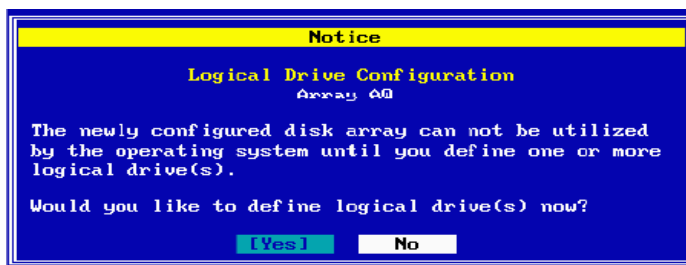 Notice
Logical Drive Configuration
Array A0
The newly configured disk array can not be utilized
by the operating system until you define one or more
logical drive(s).
Would you like to define logical drive(s) now?
[Yes] No